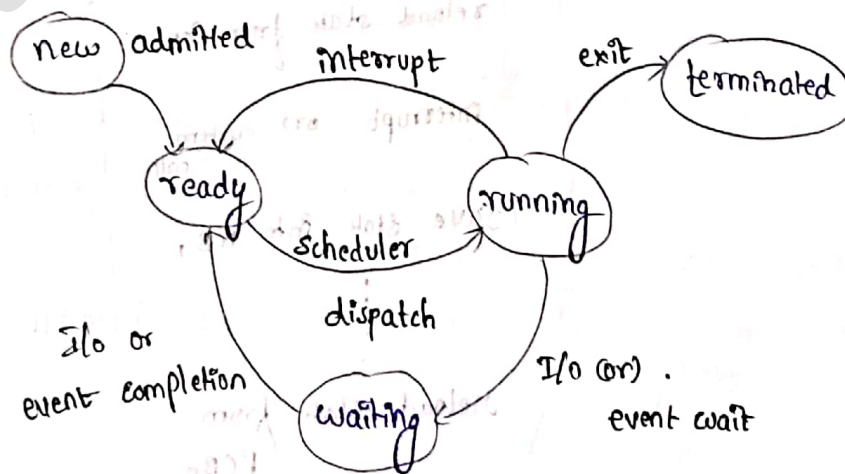 new
admitted
interrupt
exit
terminated
ready
running
scheduler
dispatch
I/o or
event completion
waiting
I/o (or) .
event wait